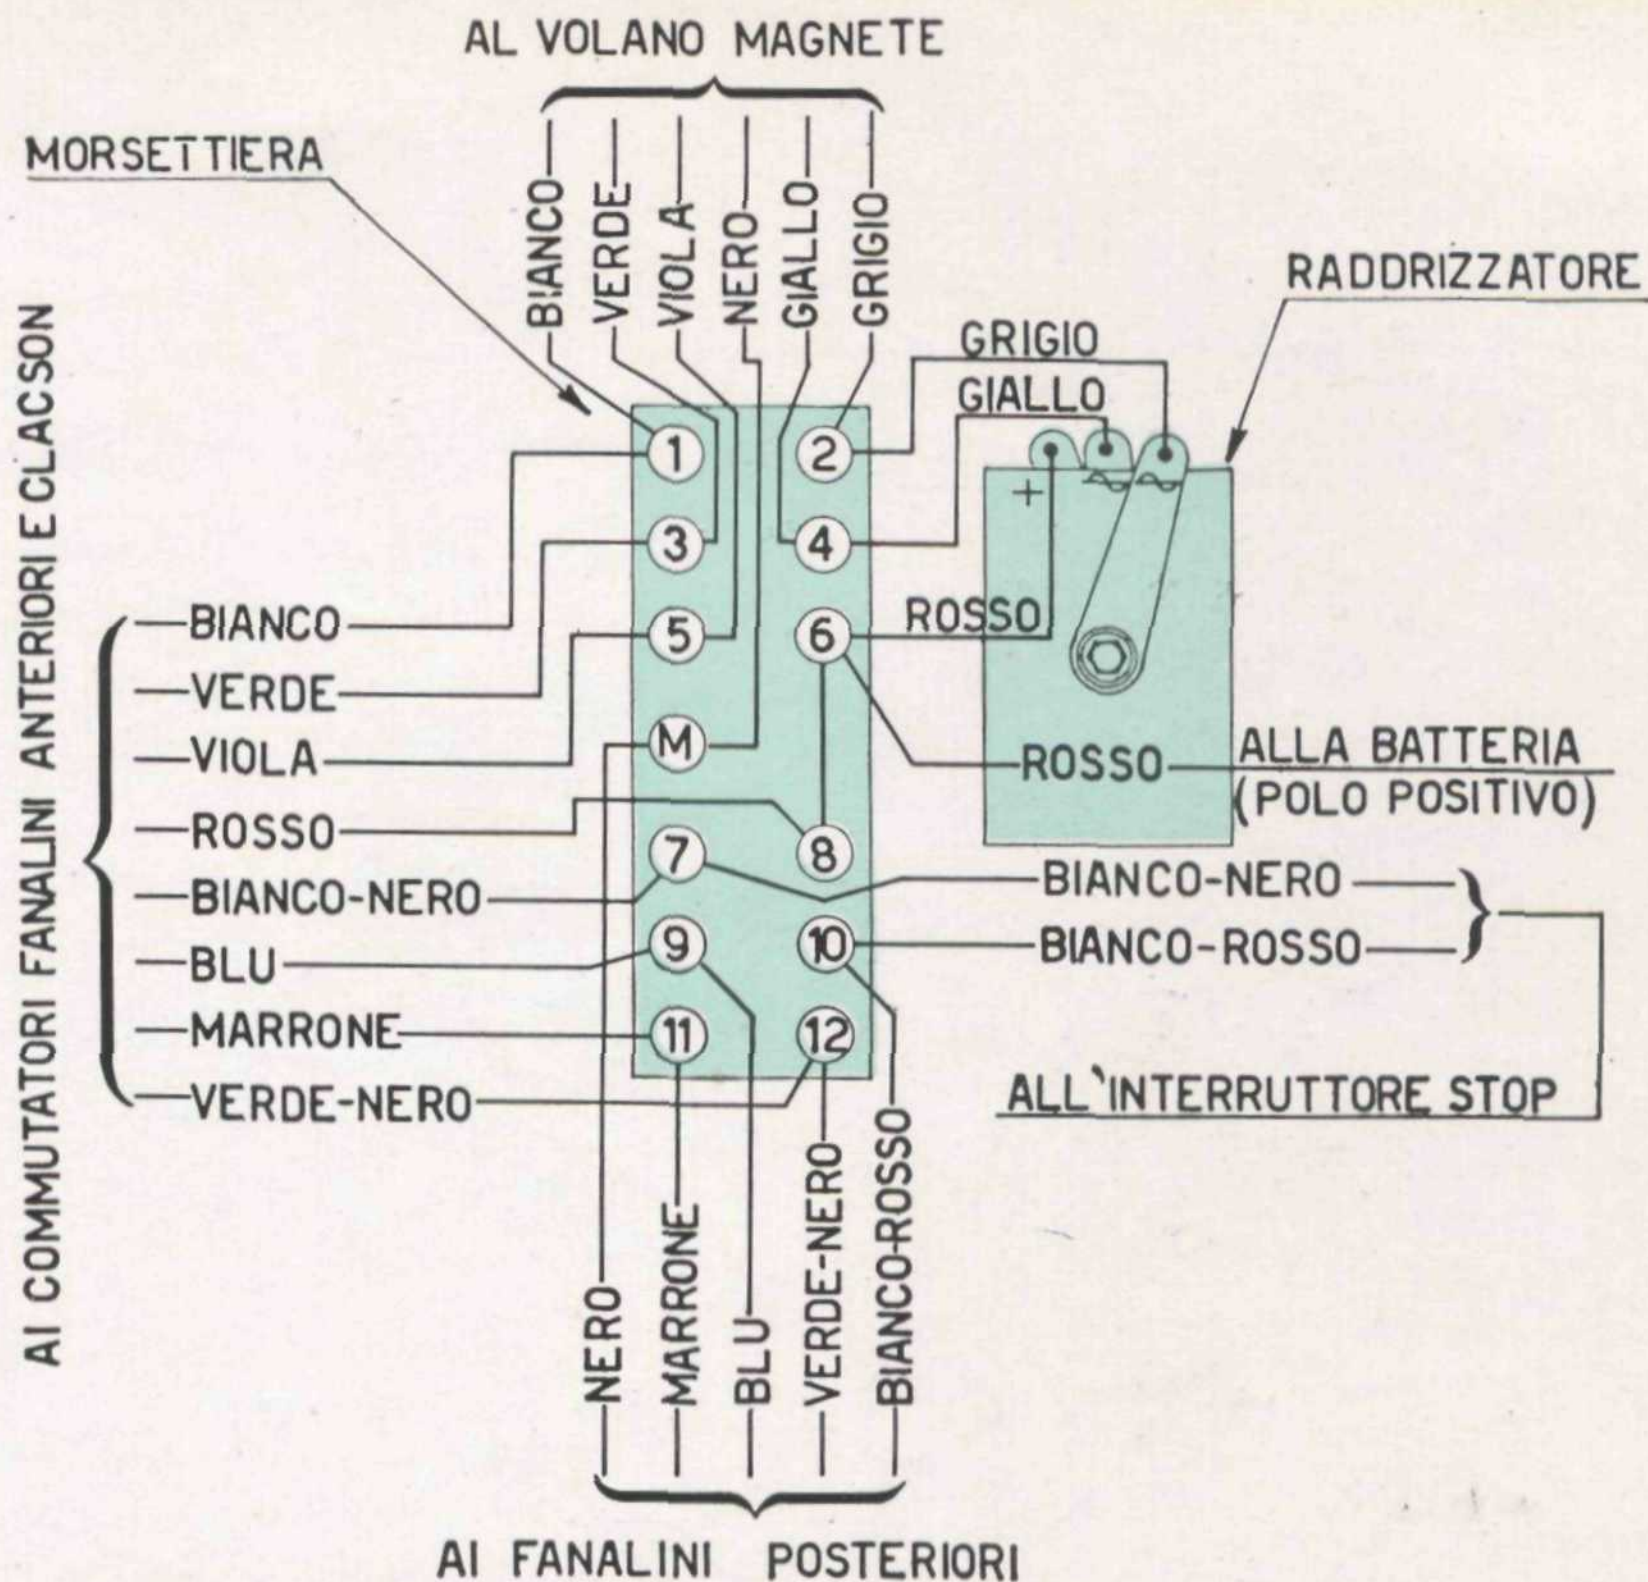 AL VOLANO MAGNETE
MORSETTIERA
BIANCO
VERDE
VIOLA
NERO
GIALLO
GRIGIO
RADDRIZZATORE
GRIGIO
GIALLO
AI COMMUTATORI FANALINI ANTERIORI E CLACSON
1
2
+
3
4
BIANCO
5
6
ROSSO
VERDE
VIOLA
M
ROSSO
ALLA BATTERIA
(POLO POSITIVO)
ROSSO
7
8
BIANCO-NERO
BIANCO-NERO
BLU
9
10
BIANCO-ROSSO
MARRONE
11
12
VERDE-NERO
ALL'INTERRUTTORE STOP
NERO
MARRONE
BLU
VERDE-NERO
BIANCO-ROSSO
AI FANALINI POSTERIORI